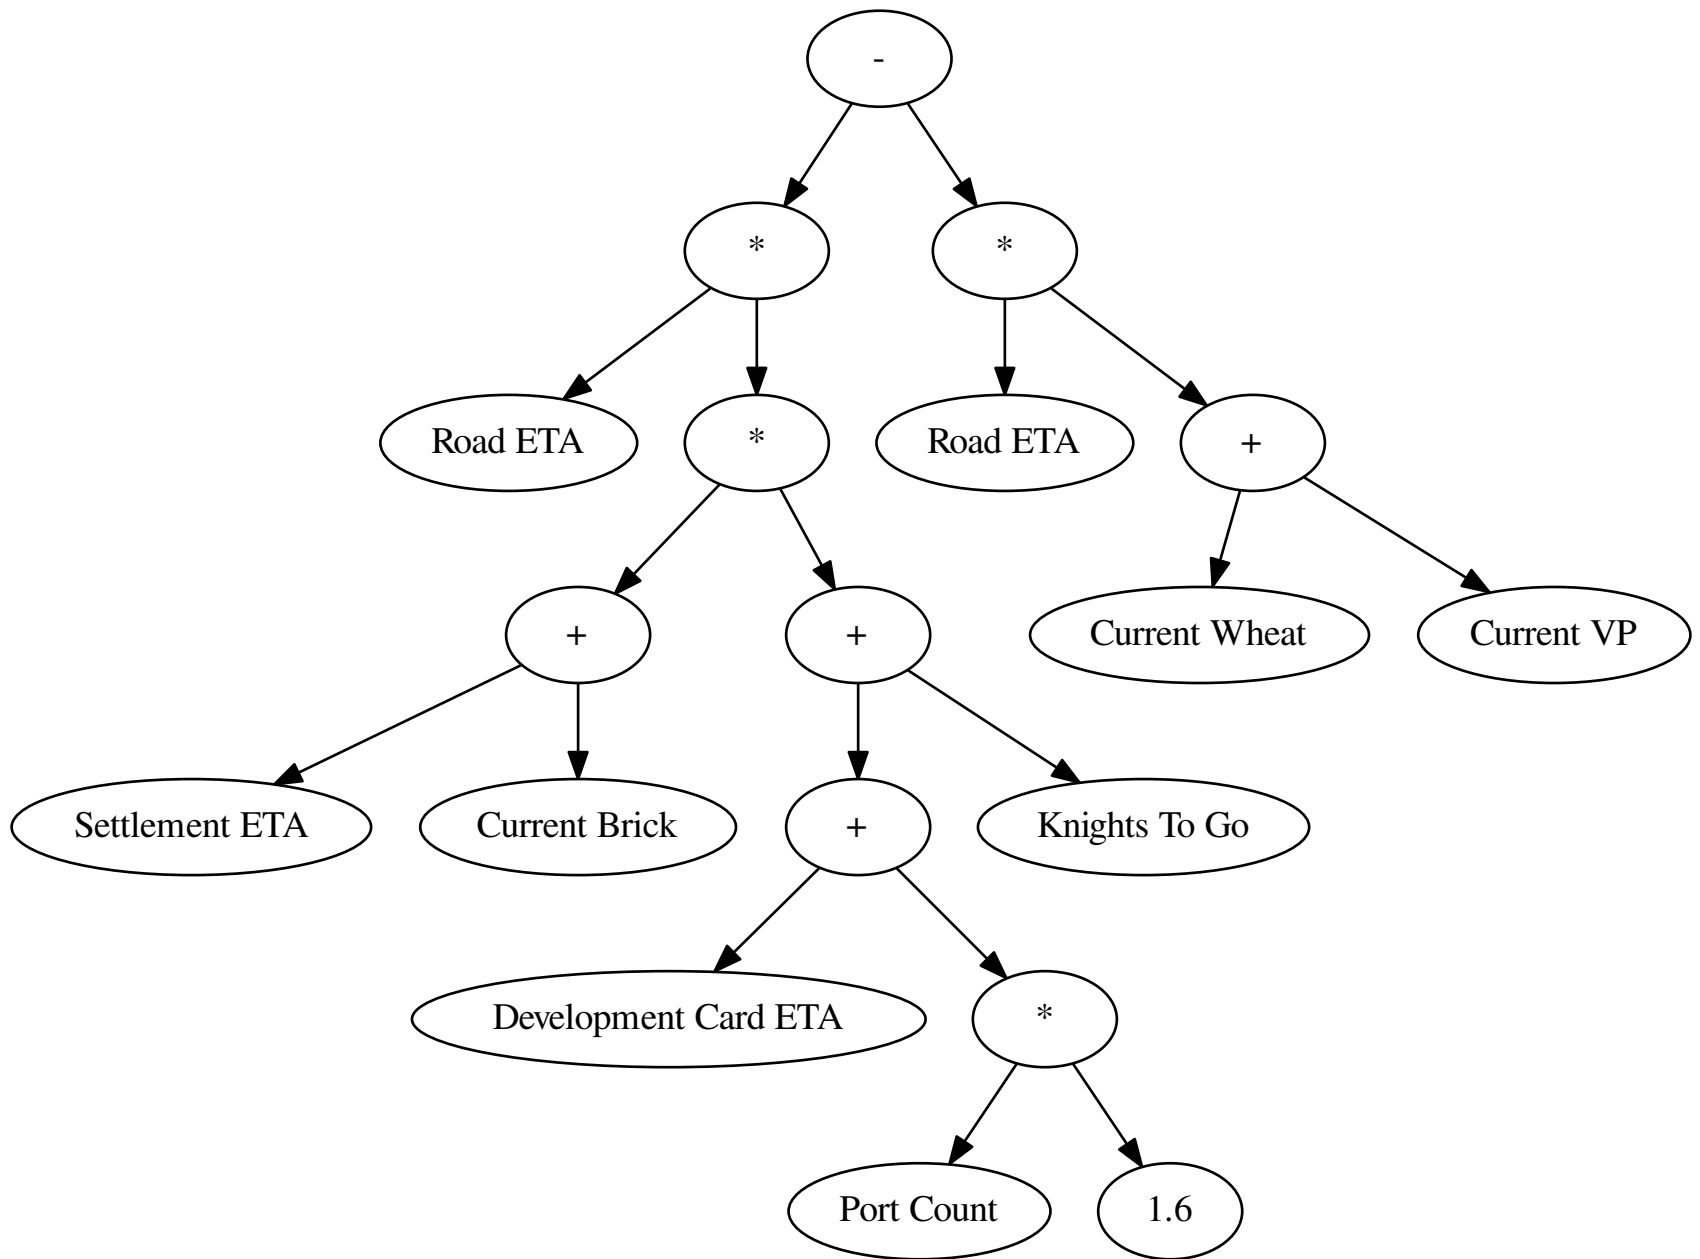 -
*
*
Road ETA
*
Road ETA
+
+
+
Current Wheat
Current VP
Settlement ETA
Current Brick
+
Knights To Go
Development Card ETA
*
Port Count
1.6